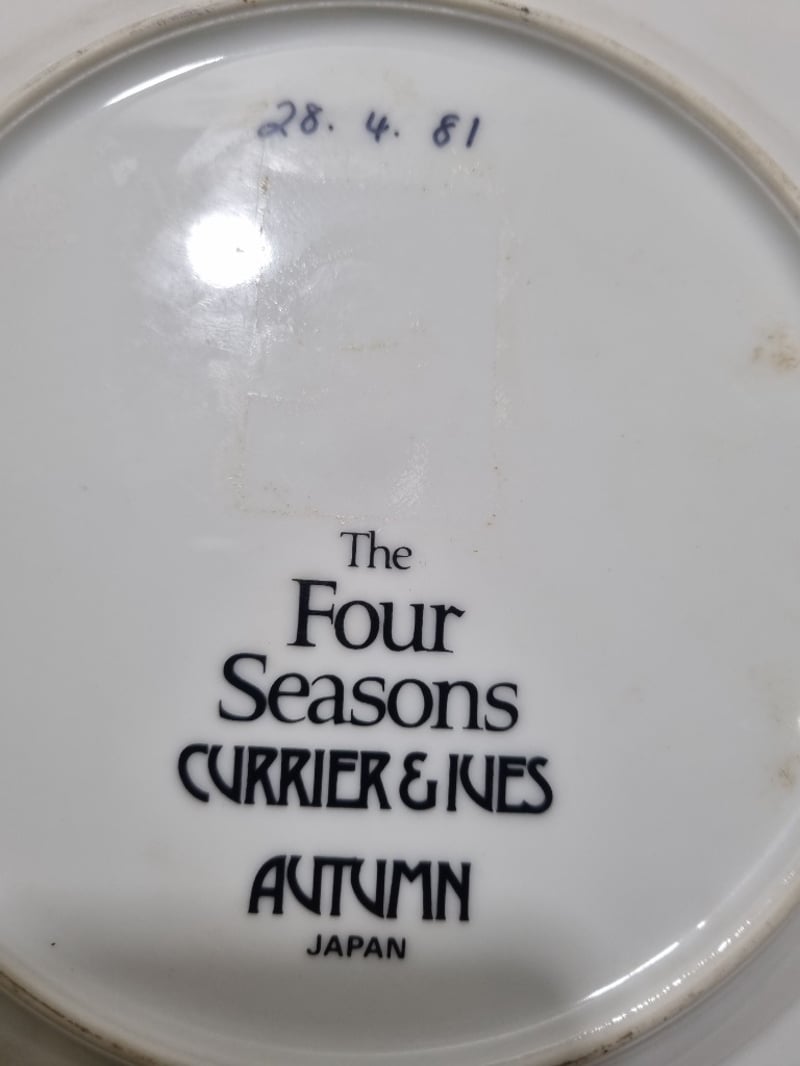 28. 4. 81
The
Four
Seasons
CURRIER & IVES
AUTUMN
JAPAN